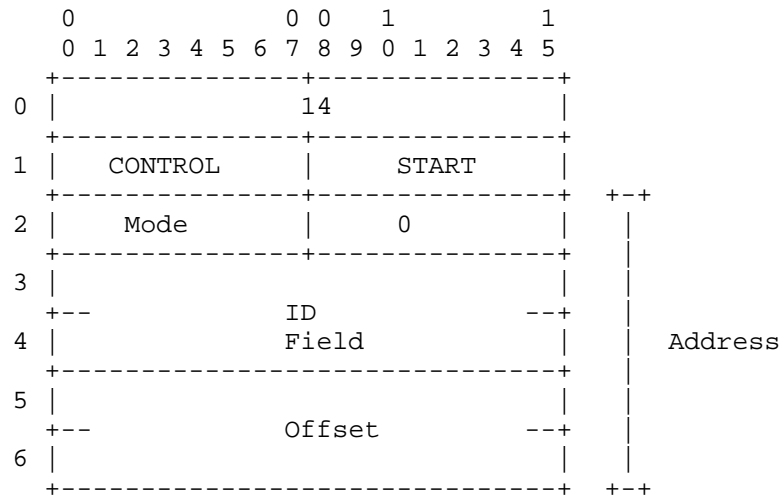 0 0 0 1 1
0 1 2 3 4 5 6 7 8 9 0 1 2 3 4 5
+---------------+---------------+
0 | 14 |
+---------------+---------------+
1 | CONTROL | START |
+---------------+---------------+ +-+
2 | Mode | 0 | |
+---------------+---------------+ |
3 | | |
+-- ID --+ |
4 | Field | | Address
+-------------------------------+ |
5 | | |
+-- Offset --+ |
6 | | |
+-------------------------------+ +-+